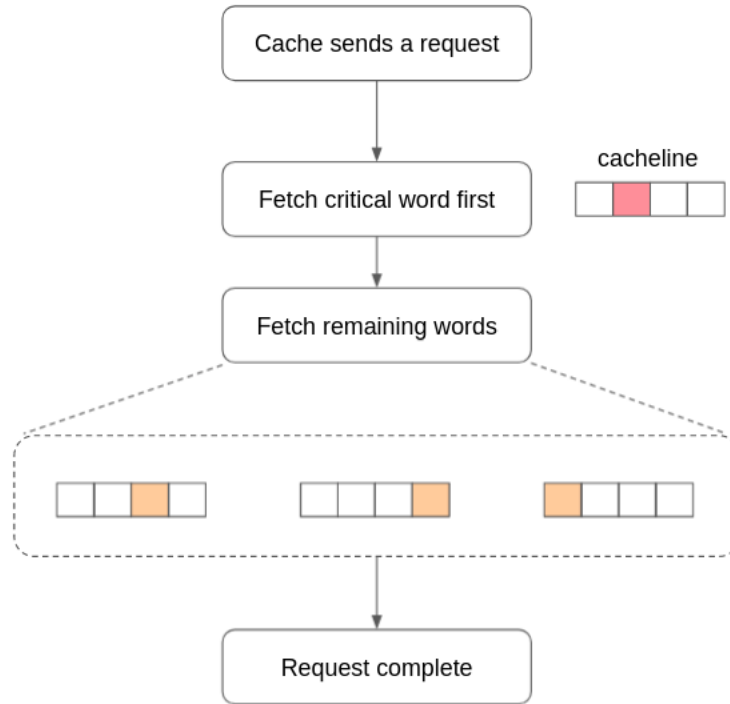 Cache sends a request
cacheline
Fetch critical word first
Fetch remaining words
Request complete